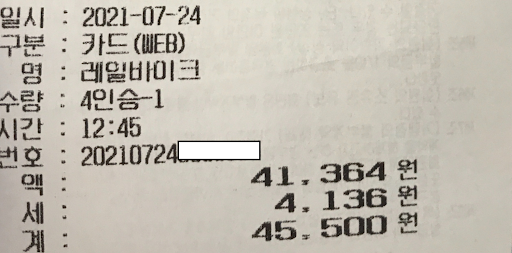 일시 : 2021-07-24
구분 : 카드(WEB)
명 : 레일바이크
수량 : 4인승-1
시간 : 12:45
번호 : 20210724
액 : 41,364 원
세 : 4,136 원
계 : 45,500 원